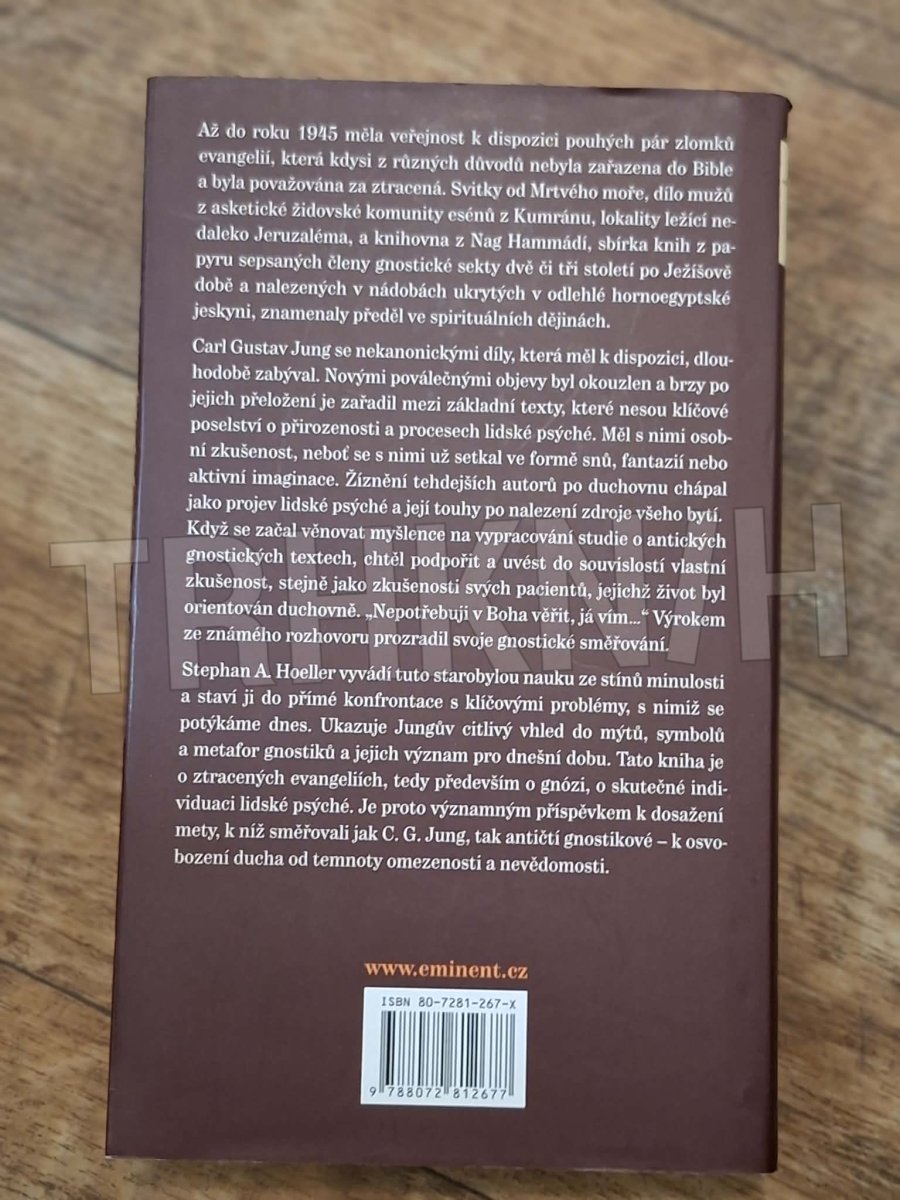 Až do roku 1945 měla veřejnost k dispozici pouhých pár zlomků
evangelií, která kdysi z různých důvodů nebyla zařazena do Bible
a byla považována za ztracená. Svitky od Mrtvého moře, dílo mužů
z asketické židovské komunity esénů z Kumránu, lokality ležící ne-
daleko Jeruzaléma, a knihovna z Nag Hammádí, sbírka knih z pa-
pyru sepsaných členy gnostické sekty dvě či tři století po Ježíšově
době a nalezených v nádobách ukrytých v odlehlé hornoegyptské
jeskyni, znamenaly předěl ve spirituálních dějinách.
Carl Gustav Jung se nekanonickými díly, která měl k dispozici, dlou-
hodobě zabýval. Novými poválečnými objevy byl okouzlen a brzy po
jejich přeložení je zařadil mezi základní texty, které nesou klíčové
poselství o přirozenosti a procesech lidské psýché. Měl s nimi osob-
ní zkušenost, neboť se s nimi už setkal ve formě snů, fantazií nebo
aktivní imaginace. Žíznění tehdejších autorů po duchovnu chápal
jako projev lidské psýché a její touhy po nalezení zdroje všeho bytí.
Když se začal věnovat myšlence na vypracování studie o antických
gnostických textech, chtěl podpořit a uvést do souvislostí vlastní
zkušenost, stejně jako zkušenosti svých pacientů, jejichž život byl
orientován duchovně. „Nepotřebuji v Boha věřit, já vím...“ Výrokem
ze známého rozhovoru prozradil svoje gnostické směřování.
Stephan A. Hoeller vyvádí tuto starobylou nauku ze stínů minulosti
a staví ji do přímé konfrontace s klíčovými problémy, s nimiž se
potýkáme dnes. Ukazuje Jungův citlivý vhled do mýtů, symbolů
a metafor gnostiků a jejich význam pro dnešní dobu. Tato kniha je
o ztracených evangeliích, tedy především o gnózi, o skutečné indi-
viduaci lidské psýché. Je proto významným příspěvkem k dosažení
mety, k níž směřovali jak C. G. Jung, tak antičtí gnostikové – k osvo-
bození ducha od temnoty omezenosti a nevědomosti.
www.eminent.cz
ISBN 80-7281-267-X
9 788072 812677